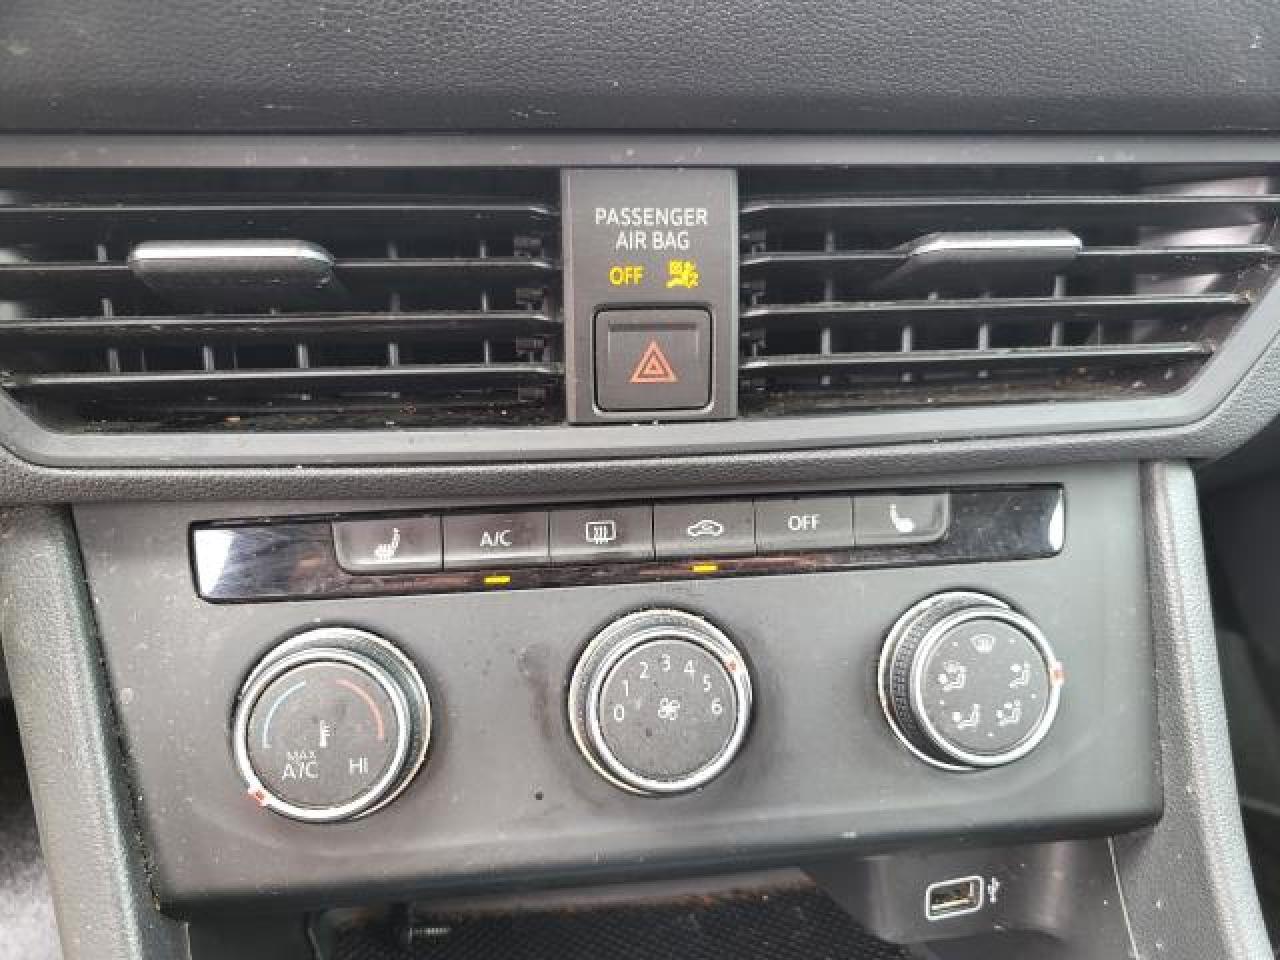 PASSENGER
AIR BAG
OFF
A/C
OFF
MAX
A/C
HI
0 1 2 3 4 5 6